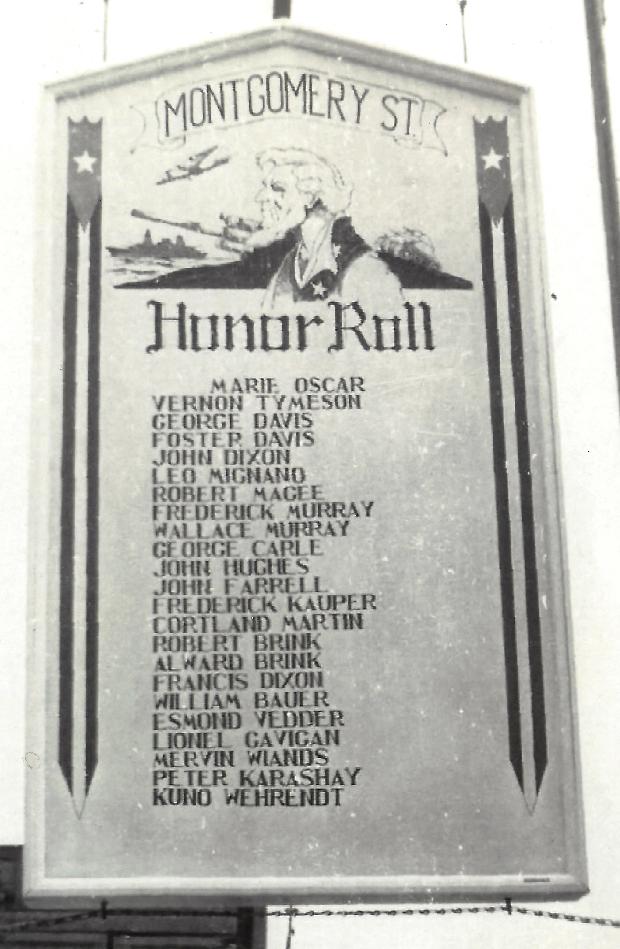 MONTGOMERY ST.
Honor Roll
MARIE OSCAR
VERNON TYMESON
GEORGE DAVIS
FOSTER DAVIS
JOHN DIXON
LEO MIGNANO
ROBERT MAGEE
FREDERICK MURRAY
WALLACE MURRAY
GEORGE CARLE
JOHN HUGHES
JOHN FARRELL
FREDERICK KAUPER
CORTLAND MARTIN
ROBERT BRINK
ALWARD BRINK
FRANCIS DIXON
WILLIAM BAUER
ESMOND VEDDER
LIONEL GAVIGAN
MERVIN WIANDS
PETER KARASHAY
KUNO WEHRENDT